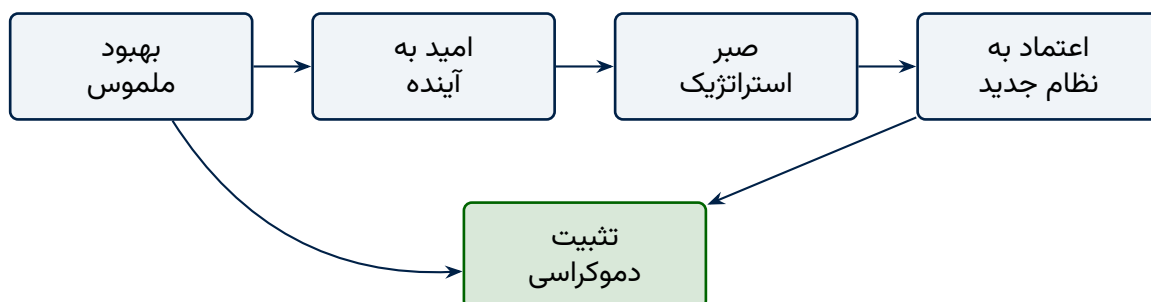 بهبود
ملموس
امید به
آینده
صبر
استراتژیک
اعتماد به
نظام جدید
تثبیت
دموکراسی